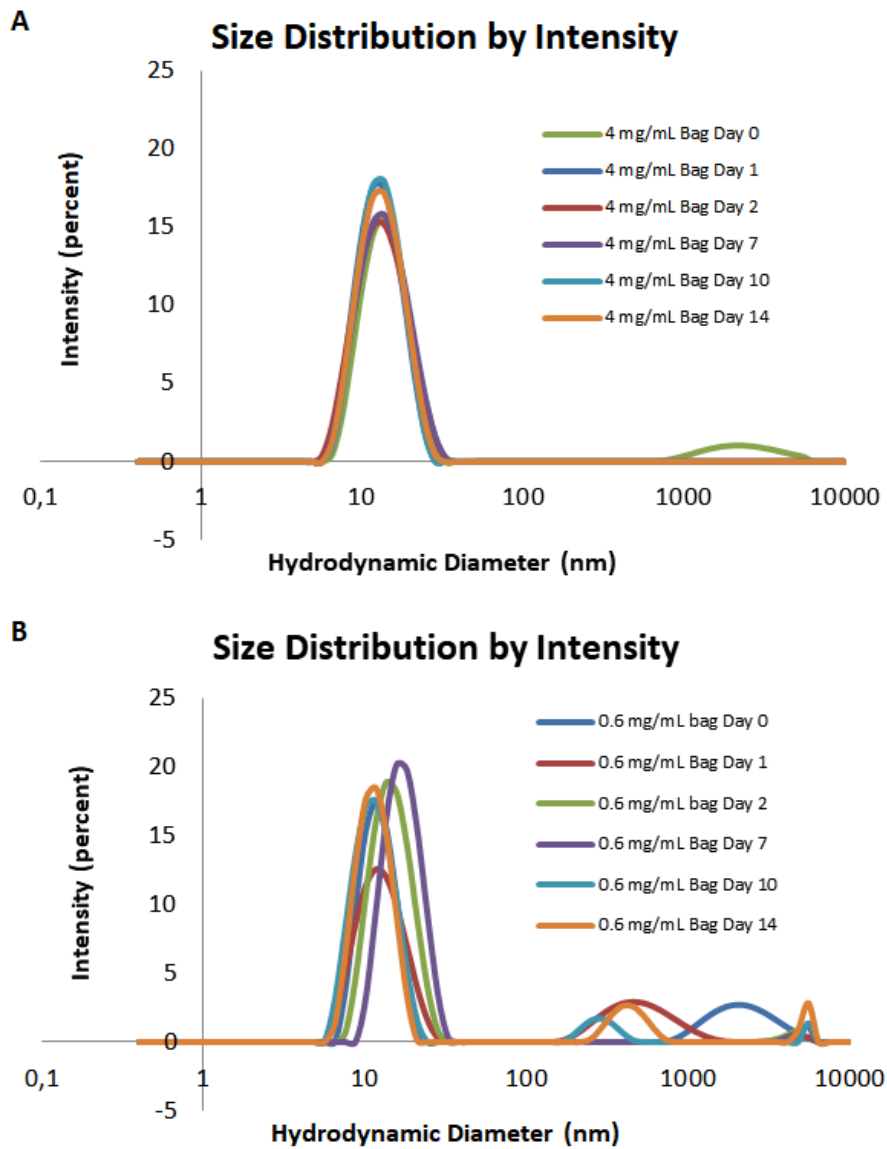 A
Size Distribution by Intensity
25
20
15
10
5
0
-5
Intensity (percent)
4 mg/mL Bag Day 0
4 mg/mL Bag Day 1
4 mg/mL Bag Day 2
4 mg/mL Bag Day 7
4 mg/mL Bag Day 10
4 mg/mL Bag Day 14
0,1 1 10 100 1000 10000
Hydrodynamic Diameter (nm)
B
Size Distribution by Intensity
25
20
15
10
5
0
-5
Intensity (percent)
0.6 mg/mL bag Day 0
0.6 mg/mL Bag Day 1
0.6 mg/mL bag Day 2
0.6 mg/mL Bag Day 7
0.6 mg/mL Bag Day 10
0.6 mg/mL Bag Day 14
0,1 1 10 100 1000 10000
Hydrodynamic Diameter (nm)